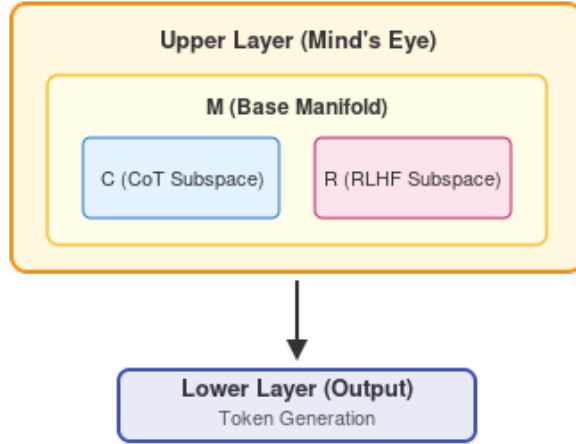 Upper Layer (Mind's Eye)
M (Base Manifold)
C (CoT Subspace)
R (RLHF Subspace)
Lower Layer (Output)
Token Generation